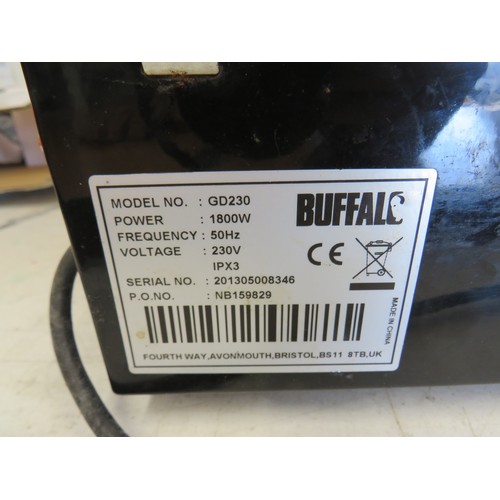 MODEL NO. : GD230
POWER : 1800W
FREQUENCY : 50Hz
VOLTAGE : 230V
IPX3
SERIAL NO. : 201305008346
P.O.NO. : NB159829
BUFFALO
CE
MADE IN CHINA
FOURTH WAY,AVONMOUTH,BRISTOL,BS11 8TB,UK